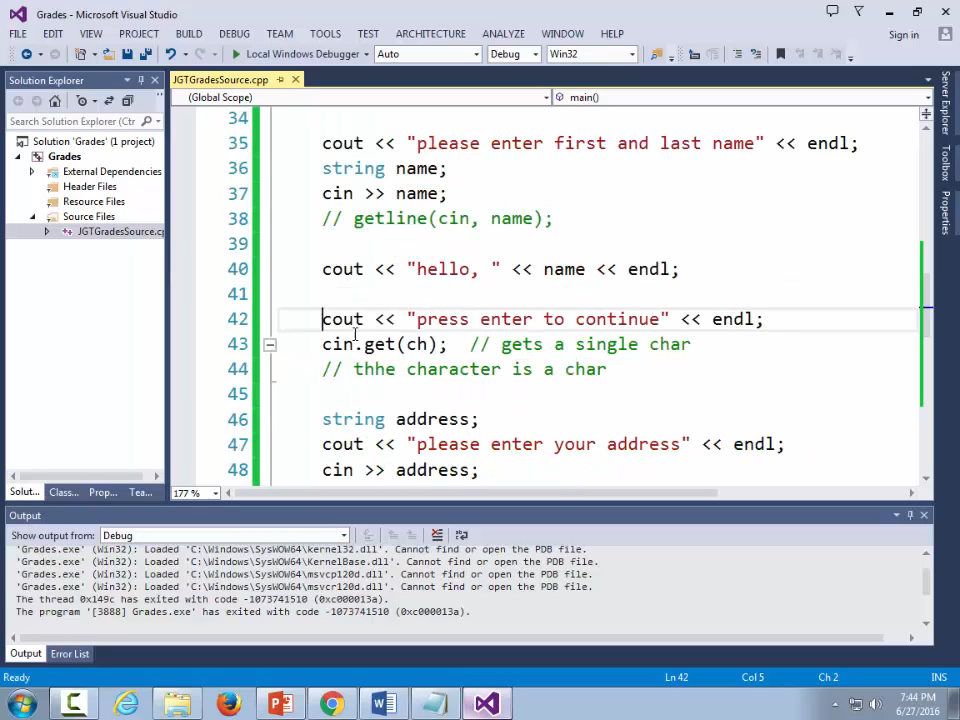 Grades - Microsoft Visual Studio
FILE EDIT VIEW PROJECT BUILD DEBUG TEAM TOOLS TEST ARCHITECTURE ANALYZE WINDOW HELP Sign in
Local Windows Debugger Auto Debug Win32
Solution Explorer
Search Solution Explorer (Ctr
Solution 'Grades' (1 project)
Grades
External Dependencies
Header Files
Resource Files
Source Files
JGTGradesSource.cp
Solut... Class... Prop... Tea...
JGTGradesSource.cpp
(Global Scope) main()
34
35 cout << "please enter first and last name" << endl;
36 string name;
37 cin >> name;
38 // getline(cin, name);
39
40 cout << "hello, " << name << endl;
41
42 cout << "press enter to continue" << endl;
43 cin.get(ch);  // gets a single char
44 // thhe character is a char
45
46 string address;
47 cout << "please enter your address" << endl;
48 cin >> address;
177 %
Server Explorer
Toolbox
Properties
Output
Show output from: Debug
'Grades.exe' (Win32): Loaded 'C:\Windows\SysWOW64\kernel32.dll'. Cannot find or open the PDB file.
'Grades.exe' (Win32): Loaded 'C:\Windows\SysWOW64\KernelBase.dll'. Cannot find or open the PDB file.
'Grades.exe' (Win32): Loaded 'C:\Windows\SysWOW64\msvcp120d.dll'. Cannot find or open the PDB file.
'Grades.exe' (Win32): Loaded 'C:\Windows\SysWOW64\msvcr120d.dll'. Cannot find or open the PDB file.
The thread 0x149c has exited with code -1073741510 (0xc000013a).
The program '[3888] Grades.exe' has exited with code -1073741510 (0xc000013a).
Output Error List
Ready Ln 42 Col 5 Ch 2 INS
7:44 PM
6/27/2016